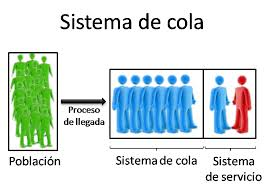 Sistema de cola
Proceso
de llegada
Población
Sistema de cola
Sistema
de servicio